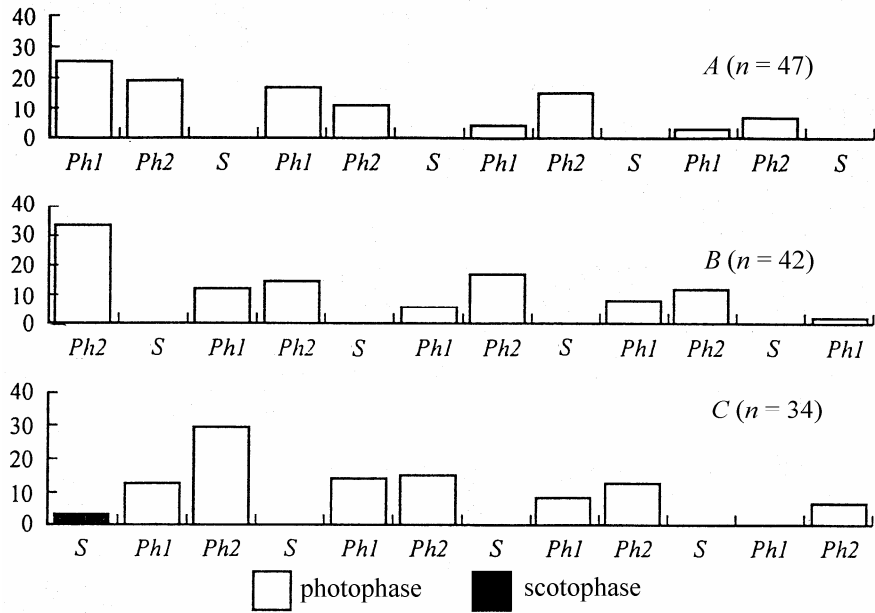 40
30
20
10
0
A (n = 47)
Ph1 Ph2 S Ph1 Ph2 S Ph1 Ph2 S Ph1 Ph2 S
40
30
20
10
0
B (n = 42)
Ph2 S Ph1 Ph2 S Ph1 Ph2 S Ph1 Ph2 S Ph1
40
30
20
10
0
C (n = 34)
S Ph1 Ph2 S Ph1 Ph2 S Ph1 Ph2 S Ph1 Ph2
photophase scotophase